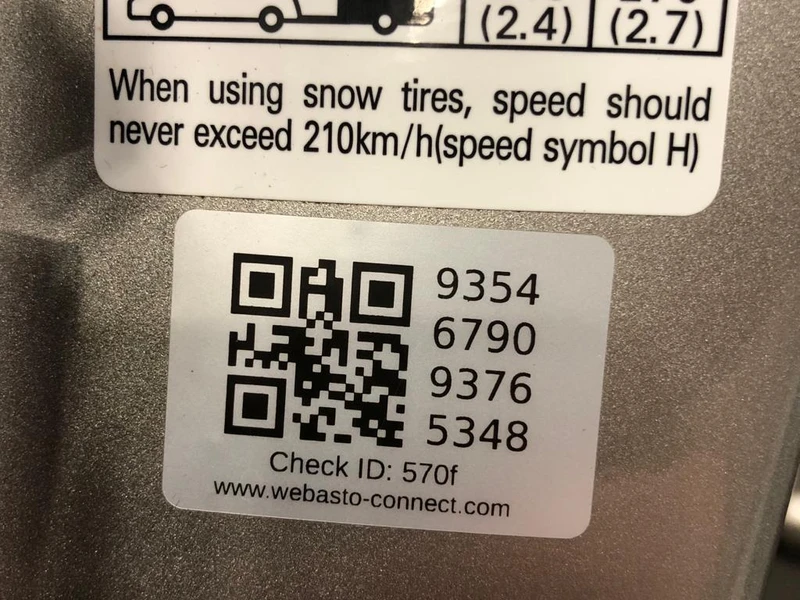 (2.4) (2.7)
When using snow tires, speed should
never exceed 210km/h(speed symbol H)
9354
6790
9376
5348
Check ID: 570f
www.webasto-connect.com